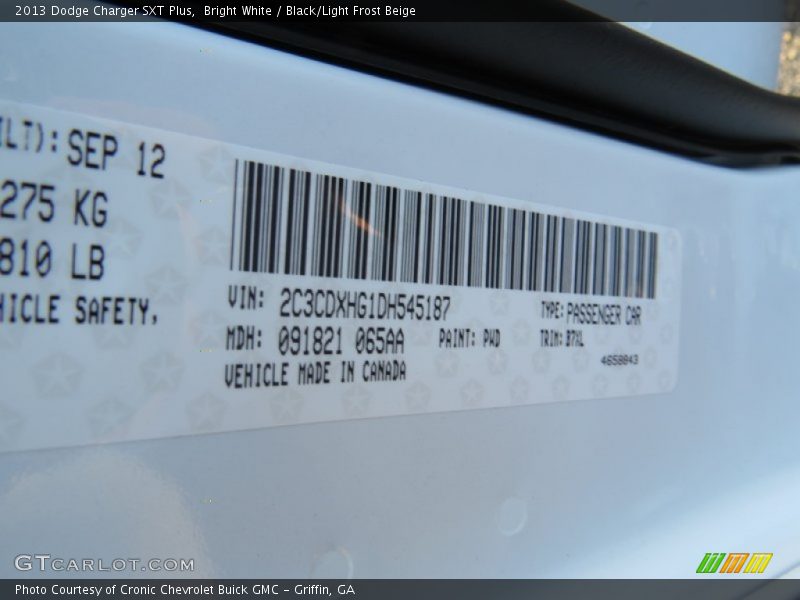 2013 Dodge Charger SXT Plus, Bright White / Black/Light Frost Beige
ILT): SEP 12
275 KG
810 LB
HICLE SAFETY.
VIN: 2C3CDXHG1DH545187
TYPE: PASSENGER CAR
MDH: 091821 065AA
PAINT: PWD
TRIM: B7XL
VEHICLE MADE IN CANADA
4658843
GTCARLOT.COM
Photo Courtesy of Cronic Chevrolet Buick GMC - Griffin, GA